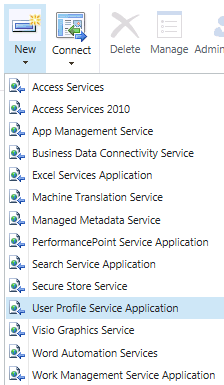 New
Connect
Delete
Manage
Admin
Access Services
Access Services 2010
App Management Service
Business Data Connectivity Service
Excel Services Application
Machine Translation Service
Managed Metadata Service
PerformancePoint Service Application
Search Service Application
Secure Store Service
User Profile Service Application
Visio Graphics Service
Word Automation Services
Work Management Service Application